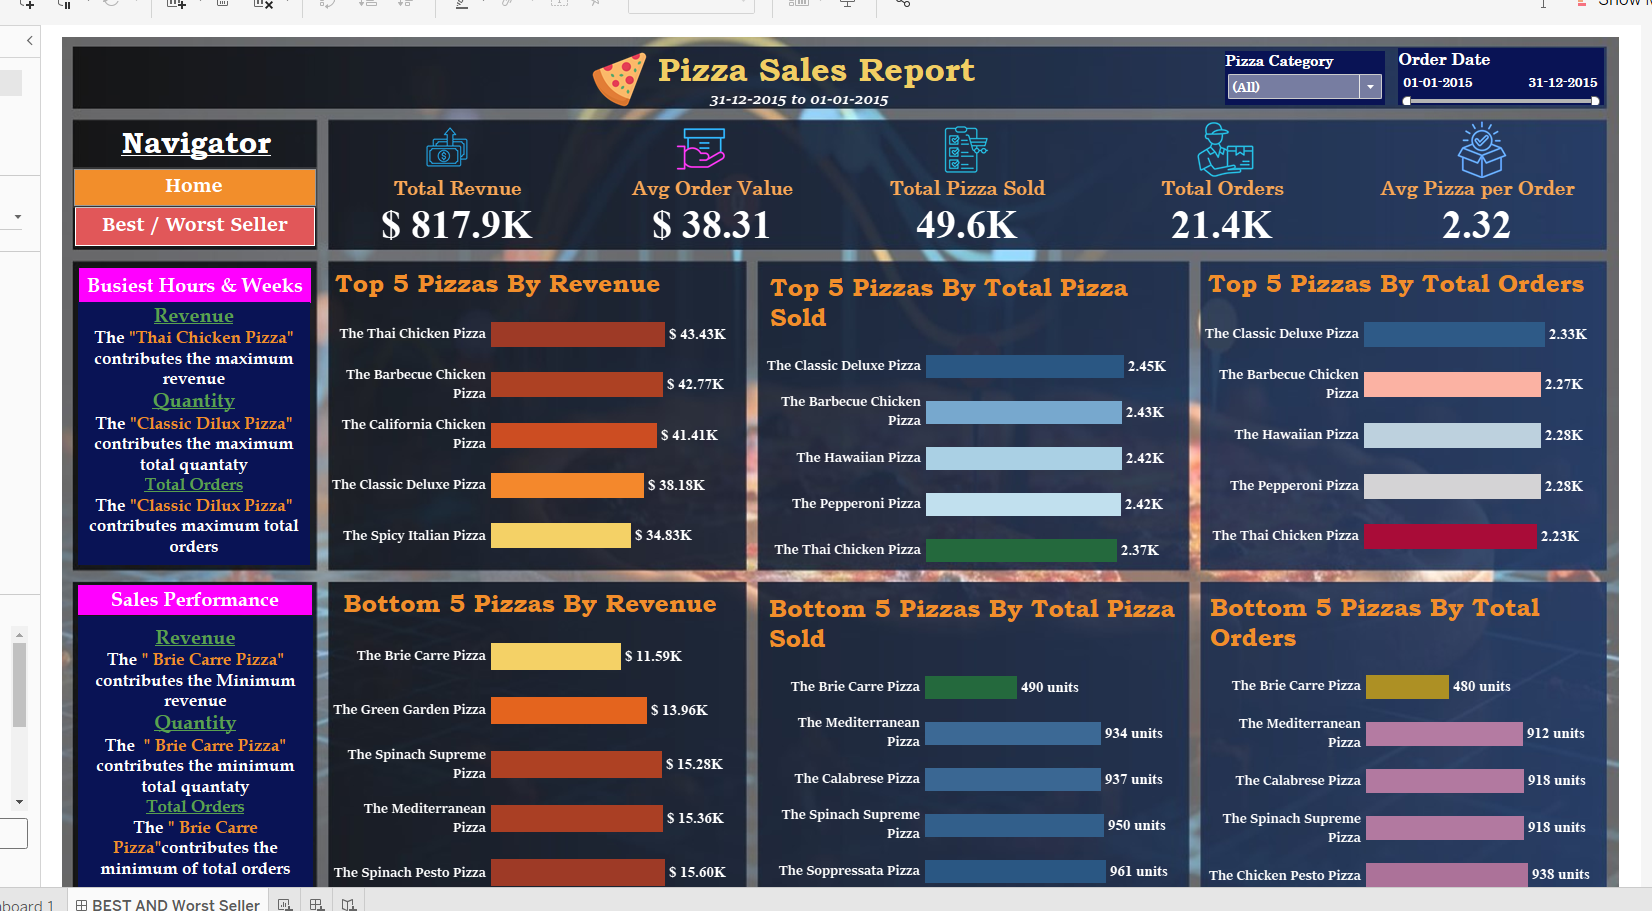 Pizza Sales Report
31-12-2015 to 01-01-2015
Pizza Category
(All)
Order Date
01-01-2015 31-12-2015
Navigator
Home
Best / Worst Seller
Total Revnue
$ 817.9K
Avg Order Value
$ 38.31
Total Pizza Sold
49.6K
Total Orders
21.4K
Avg Pizza per Order
2.32
Busiest Hours & Weeks
Revenue
The "Thai Chicken Pizza"
contributes the maximum
revenue
Quantity
The "Classic Dilux Pizza"
contributes the maximum
total quantaty
Total Orders
The "Classic Dilux Pizza"
contributes maximum total
orders
Top 5 Pizzas By Revenue
The Thai Chicken Pizza $ 43.43K
The Barbecue Chicken
Pizza $ 42.77K
The California Chicken
Pizza $ 41.41K
The Classic Deluxe Pizza $ 38.18K
The Spicy Italian Pizza $ 34.83K
Top 5 Pizzas By Total Pizza
Sold
The Classic Deluxe Pizza 2.45K
The Barbecue Chicken
Pizza 2.43K
The Hawaiian Pizza 2.42K
The Pepperoni Pizza 2.42K
The Thai Chicken Pizza 2.37K
Top 5 Pizzas By Total Orders
The Classic Deluxe Pizza 2.33K
The Barbecue Chicken
Pizza 2.27K
The Hawaiian Pizza 2.28K
The Pepperoni Pizza 2.28K
The Thai Chicken Pizza 2.23K
Sales Performance
Revenue
The " Brie Carre Pizza"
contributes the Minimum
revenue
Quantity
The " Brie Carre Pizza"
contributes the minimum
total quantaty
Total Orders
The " Brie Carre
Pizza"contributes the
minimum of total orders
Bottom 5 Pizzas By Revenue
The Brie Carre Pizza $ 11.59K
The Green Garden Pizza $ 13.96K
The Spinach Supreme
Pizza $ 15.28K
The Mediterranean
Pizza $ 15.36K
The Spinach Pesto Pizza $ 15.60K
Bottom 5 Pizzas By Total Pizza
Sold
The Brie Carre Pizza 490 units
The Mediterranean
Pizza 934 units
The Calabrese Pizza 937 units
The Spinach Supreme
Pizza 950 units
The Soppressata Pizza 961 units
Bottom 5 Pizzas By Total
Orders
The Brie Carre Pizza 480 units
The Mediterranean
Pizza 912 units
The Calabrese Pizza 918 units
The Spinach Supreme
Pizza 918 units
The Chicken Pesto Pizza 938 units
board 1 BEST AND Worst Seller